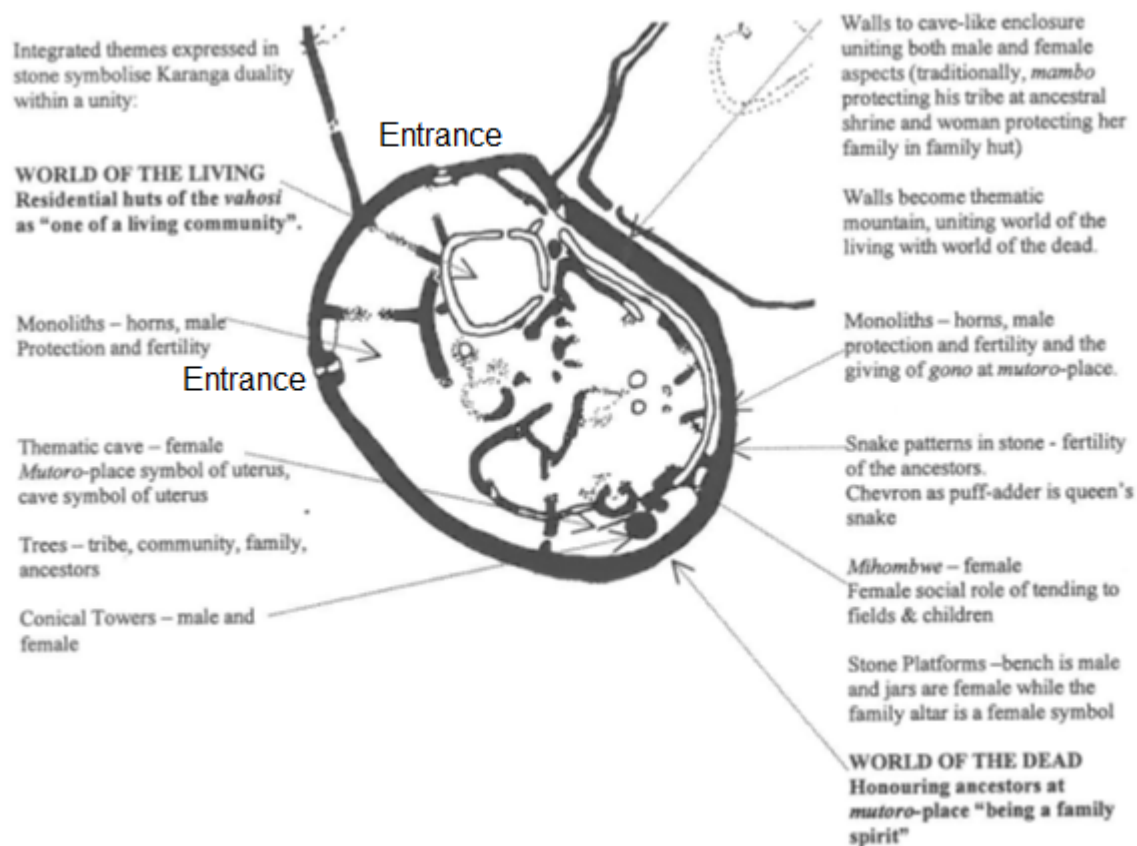 Integrated themes expressed in
stone symbolise Karanga duality
within a unity:
Entrance
WORLD OF THE LIVING
Residential huts of the vahosi
as “one of a living community”.
Monoliths – horns, male
Protection and fertility
Entrance
Thematic cave – female
Mutoro-place symbol of uterus,
cave symbol of uterus
Trees – tribe, community, family,
ancestors
Conical Towers – male and
female
Walls to cave-like enclosure
uniting both male and female
aspects (traditionally, mambo
protecting his tribe at ancestral
shrine and woman protecting her
family in family hut)
Walls become thematic
mountain, uniting world of the
living with world of the dead.
Monoliths – horns, male
protection and fertility and the
giving of gono at mutoro-place.
Snake patterns in stone - fertility
of the ancestors.
Chevron as puff-adder is queen’s
snake
Mihombwe – female
Female social role of tending to
fields & children
Stone Platforms –bench is male
and jars are female while the
family altar is a female symbol
WORLD OF THE DEAD
Honouring ancestors at
mutoro-place “being a family
spirit”